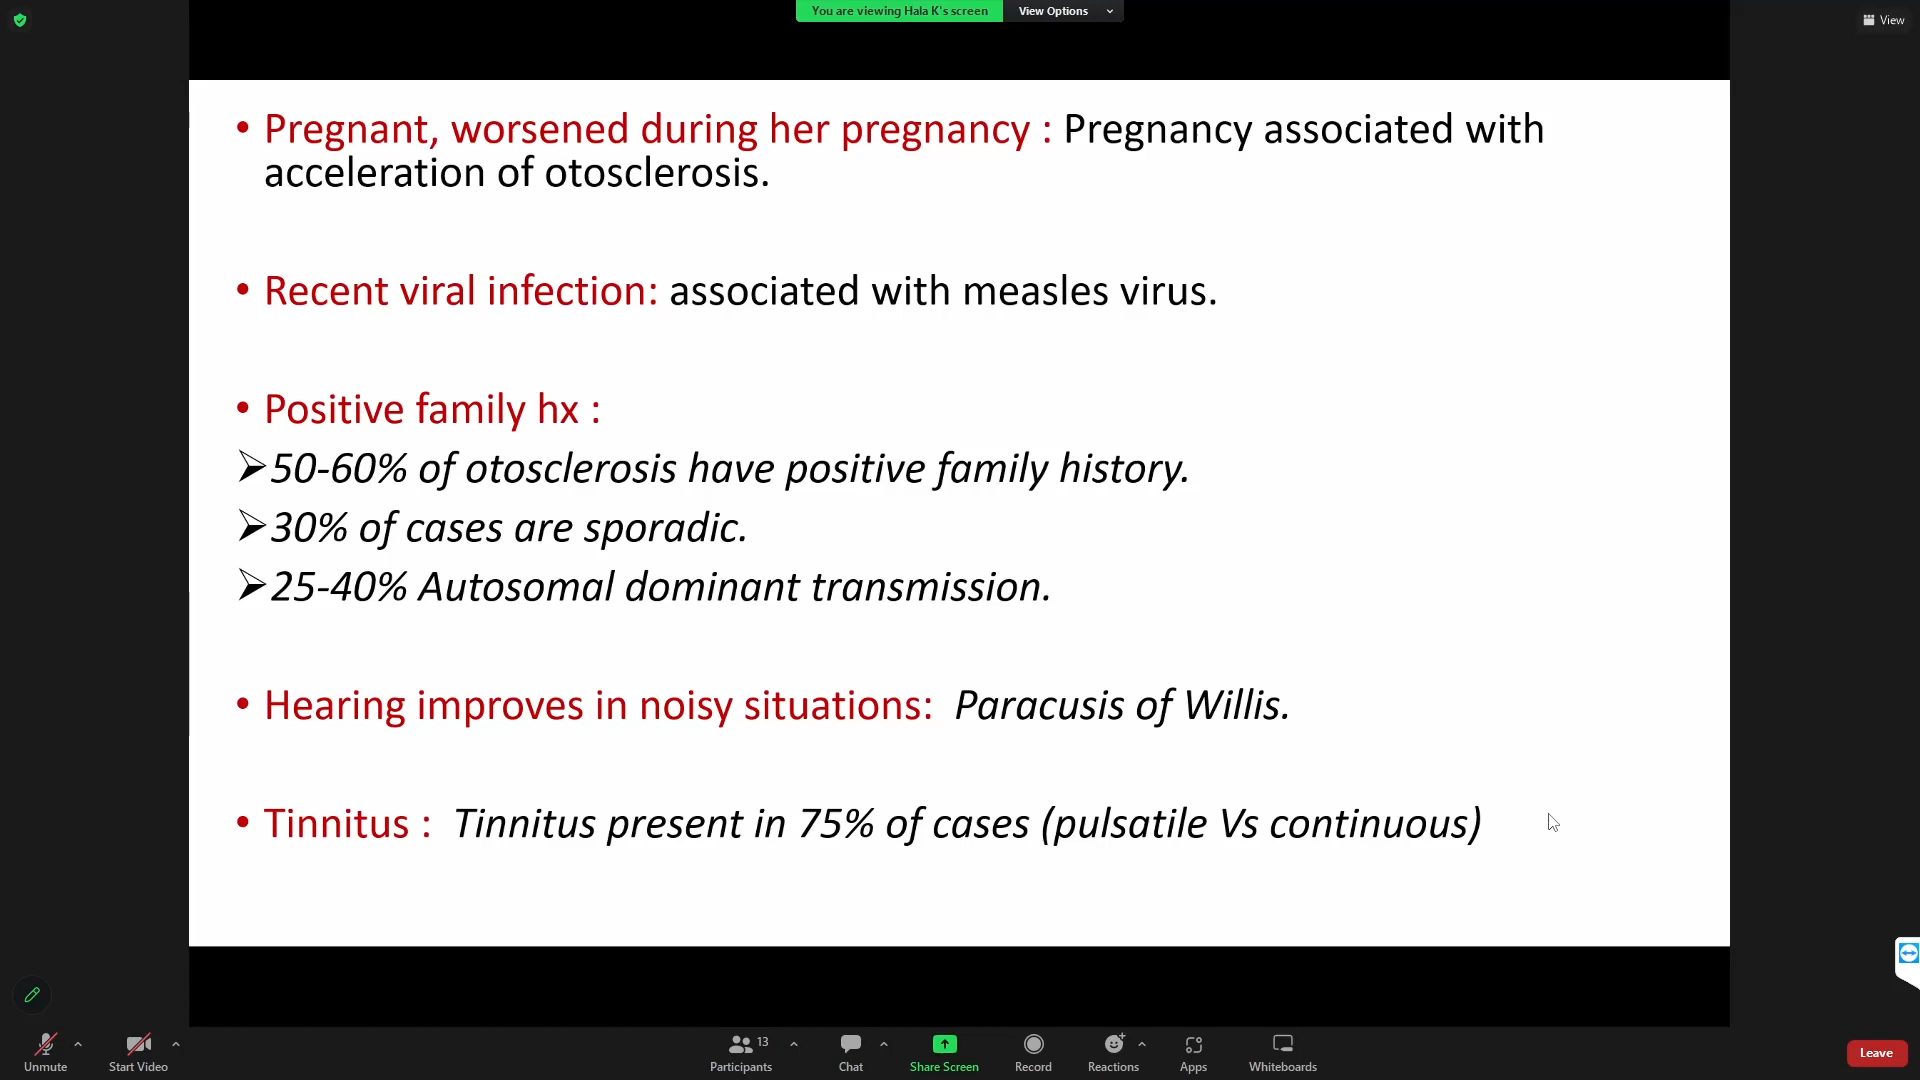 You are viewing Hala K's screen
View Options
View
• Pregnant, worsened during her pregnancy : Pregnancy associated with
acceleration of otosclerosis.
• Recent viral infection: associated with measles virus.
• Positive family hx :
➢50-60% of otosclerosis have positive family history.
➢30% of cases are sporadic.
➢25-40% Autosomal dominant transmission.
• Hearing improves in noisy situations: Paracusis of Willis.
• Tinnitus : Tinnitus present in 75% of cases (pulsatile Vs continuous)
Unmute
Start Video
13
Participants
Chat
Share Screen
Record
Reactions
Apps
Whiteboards
Leave